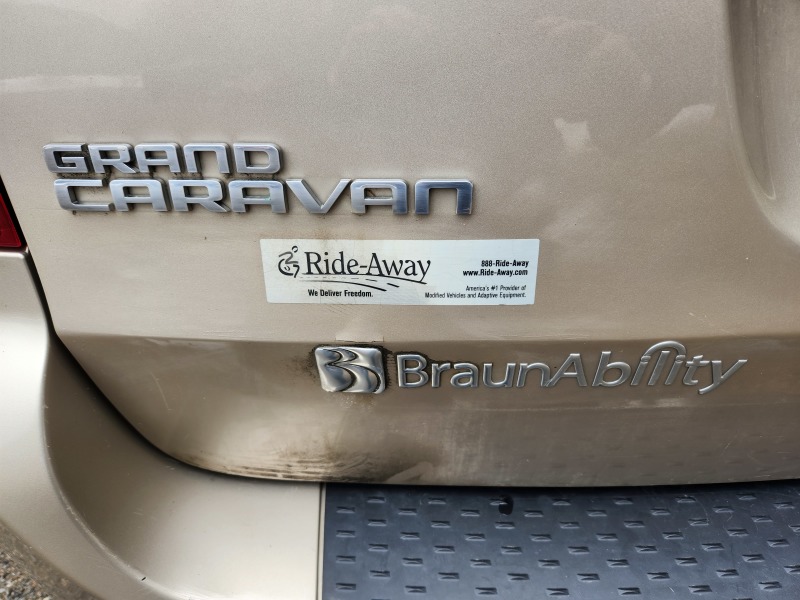 GRAND
CARAVAN
Ride-Away
We Deliver Freedom.
888-Ride-Away
www.Ride-Away.com
America's #1 Provider of
Modified Vehicles and Adaptive Equipment.
BraunAbility